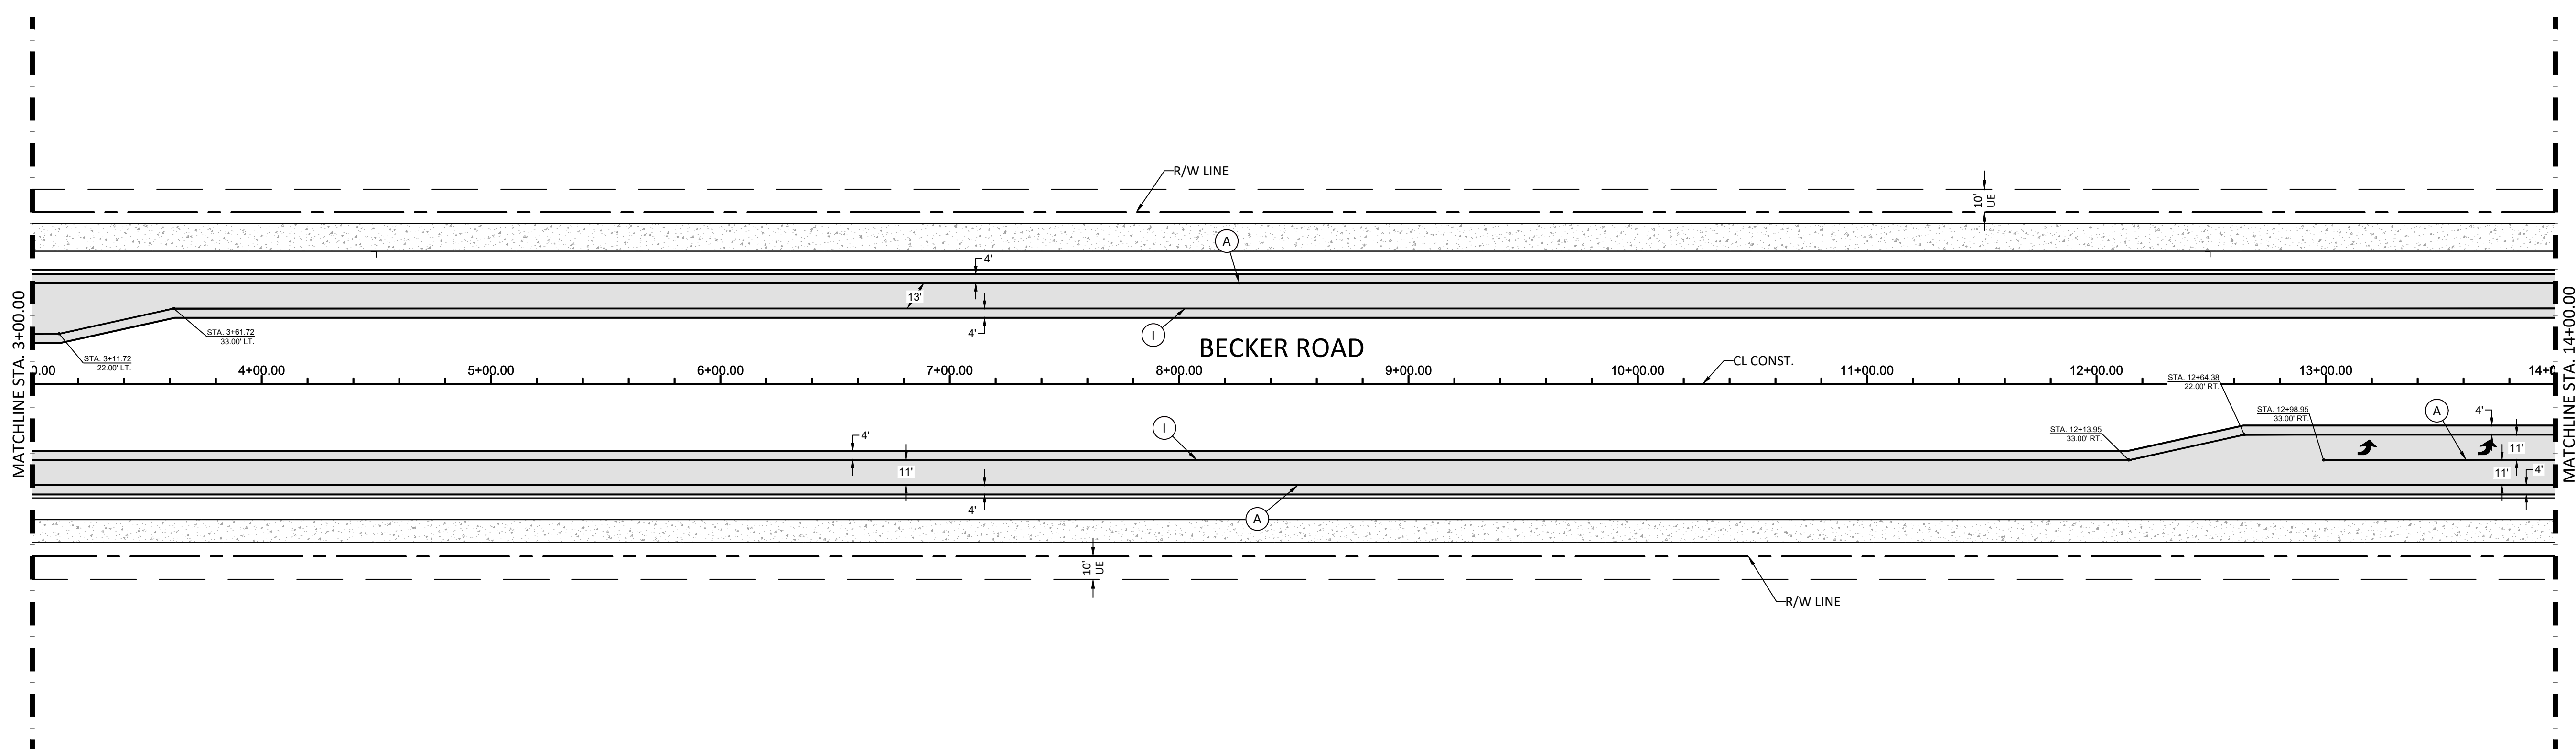 R/W LINE
10'
UE
A
4'
13'
4'
I
STA. 3+61.72
33.00' LT.
STA. 3+11.72
22.00' LT.
BECKER ROAD
MATCHLINE STA. 3+00.00
MATCHLINE STA. 14+00.00
CL CONST.
0.00
4+00.00
5+00.00
6+00.00
7+00.00
8+00.00
9+00.00
10+00.00
11+00.00
12+00.00
13+00.00
14+0
STA. 12+64.38
22.00' RT.
STA. 12+98.95
33.00' RT.
STA. 12+13.95
33.00' RT.
A
4'
11'
11'
4'
I
4'
11'
4'
A
10'
UE
R/W LINE